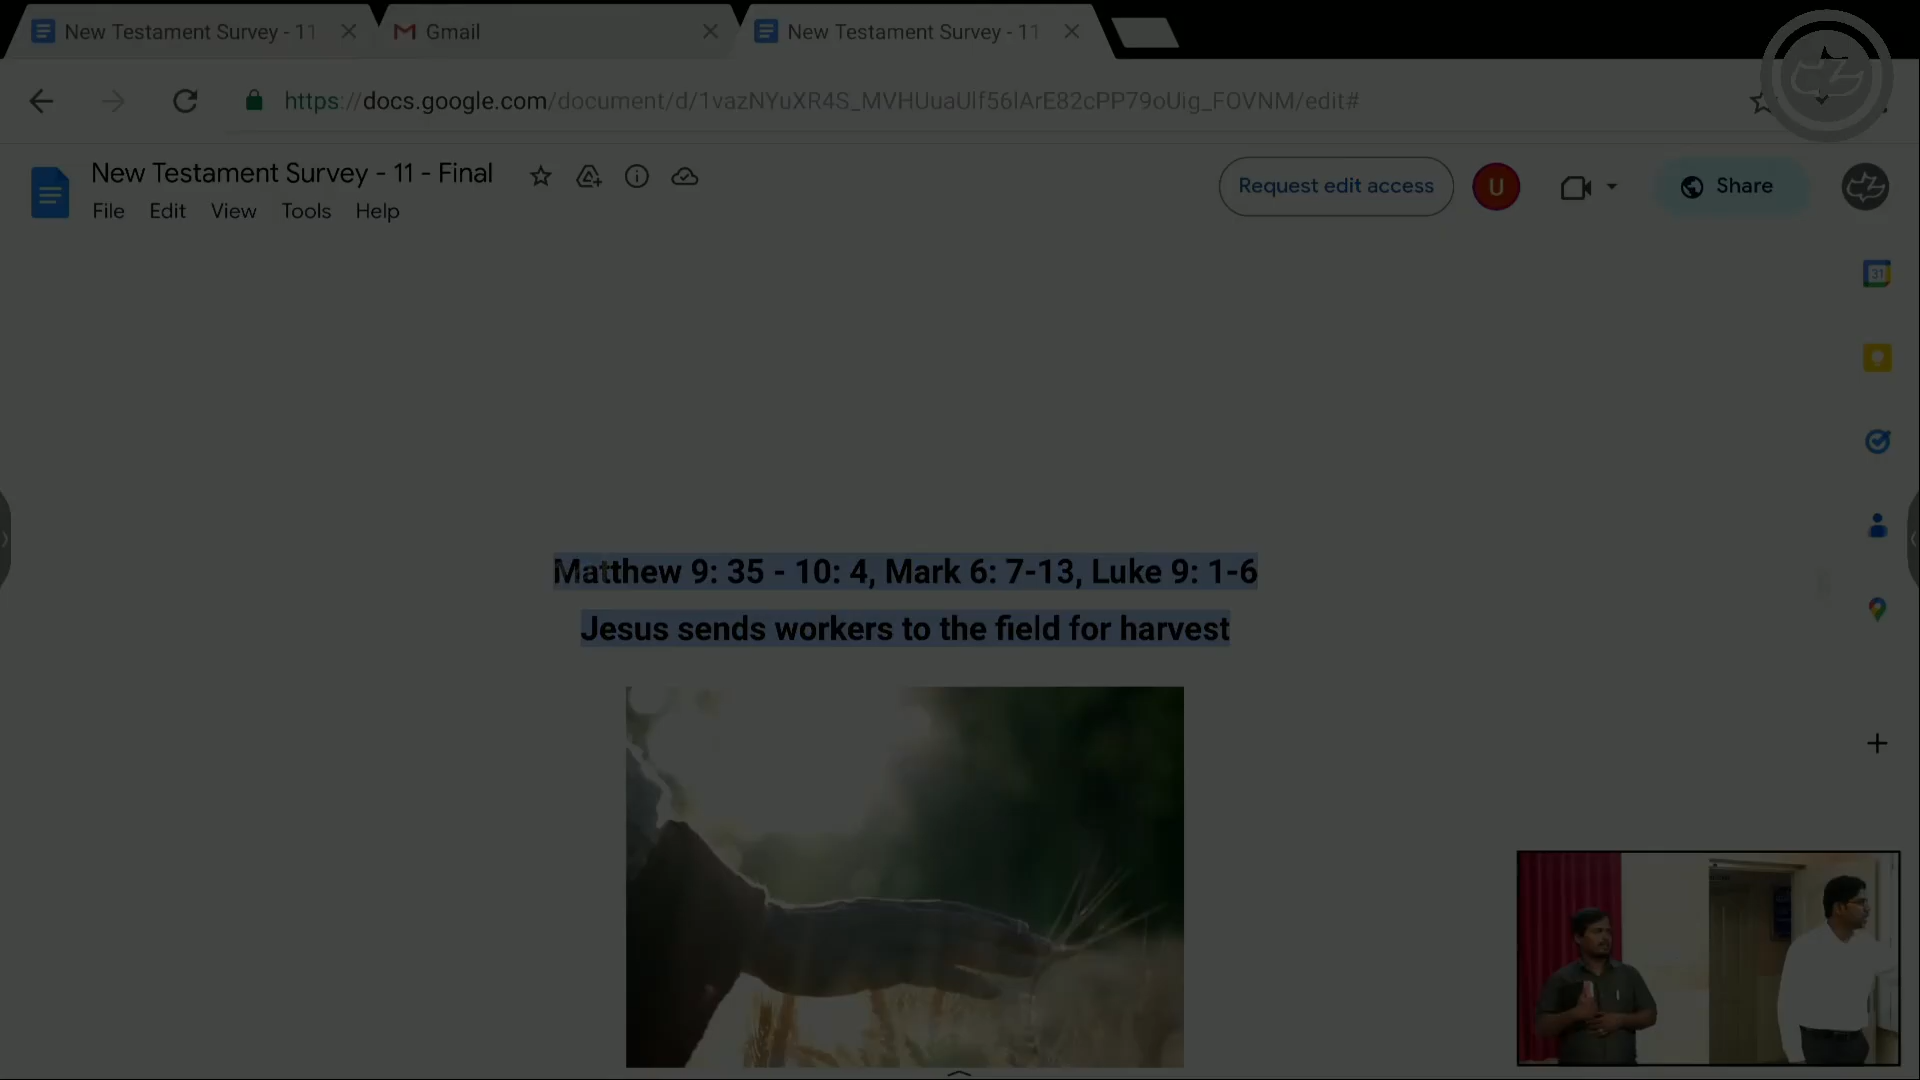 New Testament Survey - 11
Gmail
New Testament Survey - 11
https://docs.google.com/document/d/1vazNYuXR4S_MVHUuaUlf56lArE82cPP79oUig_FOVNM/edit#
New Testament Survey - 11 - Final
File Edit View Tools Help
Request edit access
U
Share
31
Matthew 9: 35 - 10: 4, Mark 6: 7-13, Luke 9: 1-6
Jesus sends workers to the field for harvest